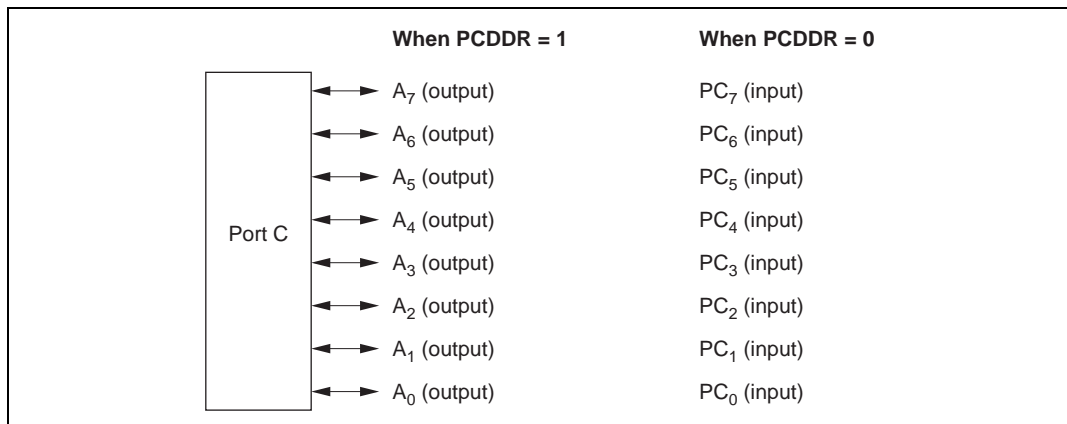 When PCDDR = 1 When PCDDR = 0
A7 (output) PC7 (input)
A6 (output) PC6 (input)
A5 (output) PC5 (input)
A4 (output) PC4 (input)
Port C
A3 (output) PC3 (input)
A2 (output) PC2 (input)
A1 (output) PC1 (input)
A0 (output) PC0 (input)